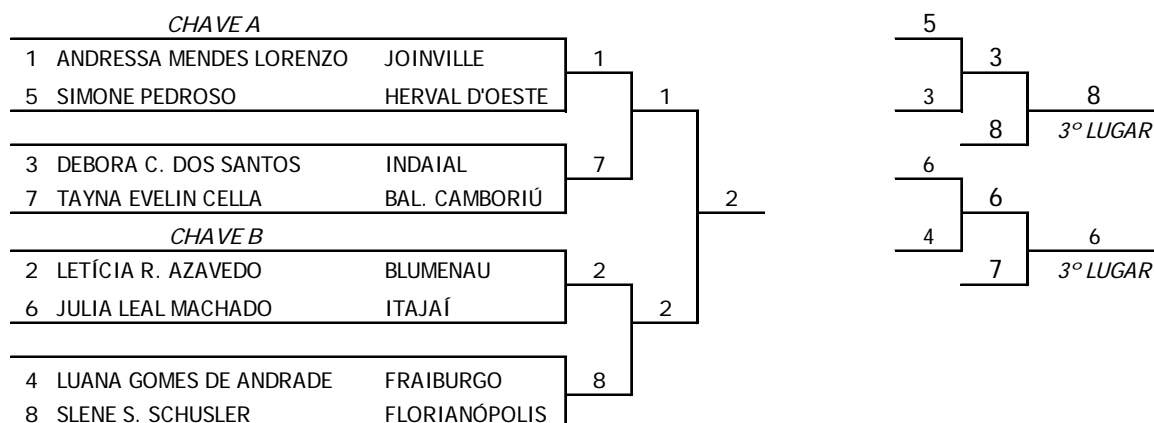 CHAVE A
5
1 ANDRESSA MENDES LORENZO JOINVILLE 1 3
5 SIMONE PEDROSO HERVAL D'OESTE 1 3 8
8 3º LUGAR
3 DEBORA C. DOS SANTOS INDAIAL 7 6
7 TAYNA EVELIN CELLA BAL. CAMBORIÚ 2 6
CHAVE B 4 6
2 LETÍCIA R. AZAVEDO BLUMENAU 2 7 3º LUGAR
6 JULIA LEAL MACHADO ITAJAÍ 2
4 LUANA GOMES DE ANDRADE FRAIBURGO 8
8 SLENE S. SCHUSLER FLORIANÓPOLIS